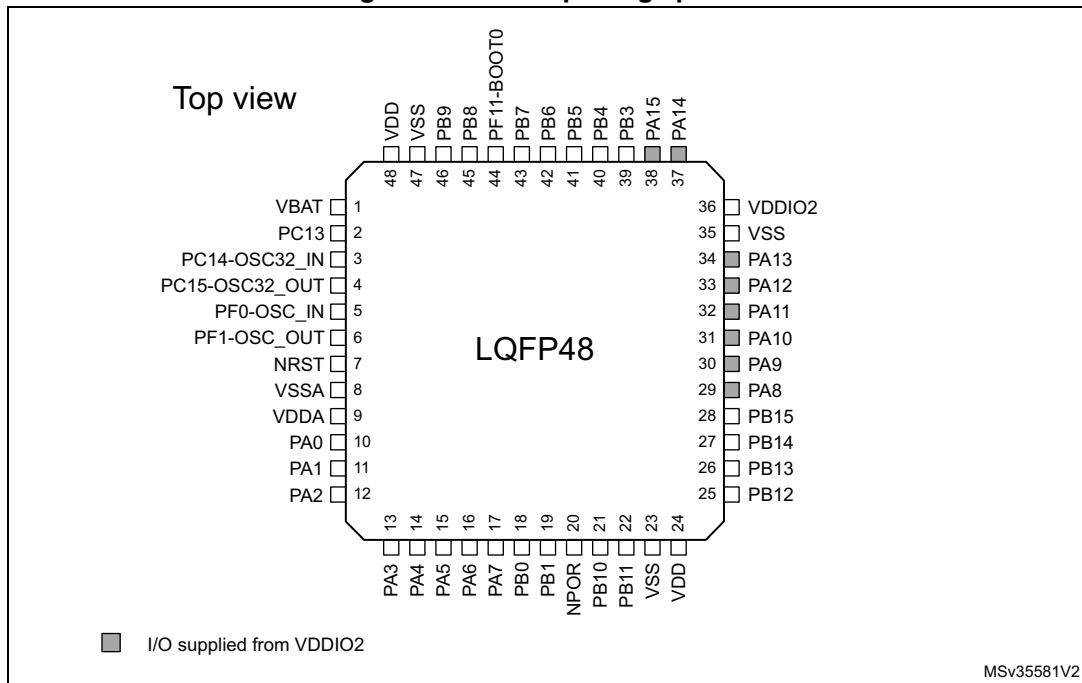 Top view
48 VDD
47 VSS
46 PB9
45 PB8
44 PF11-BOOT0
43 PB7
42 PB6
41 PB5
40 PB4
39 PB3
38 PA15
37 PA14
VBAT 1
PC13 2
PC14-OSC32_IN 3
PC15-OSC32_OUT 4
PF0-OSC_IN 5
PF1-OSC_OUT 6
NRST 7
VSSA 8
VDDA 9
PA0 10
PA1 11
PA2 12
LQFP48
36 VDDIO2
35 VSS
34 PA13
33 PA12
32 PA11
31 PA10
30 PA9
29 PA8
28 PB15
27 PB14
26 PB13
25 PB12
PA3 13
PA4 14
PA5 15
PA6 16
PA7 17
PB0 18
PB1 19
NPOR 20
PB10 21
PB11 22
VSS 23
VDD 24
I/O supplied from VDDIO2
MSv35581V2